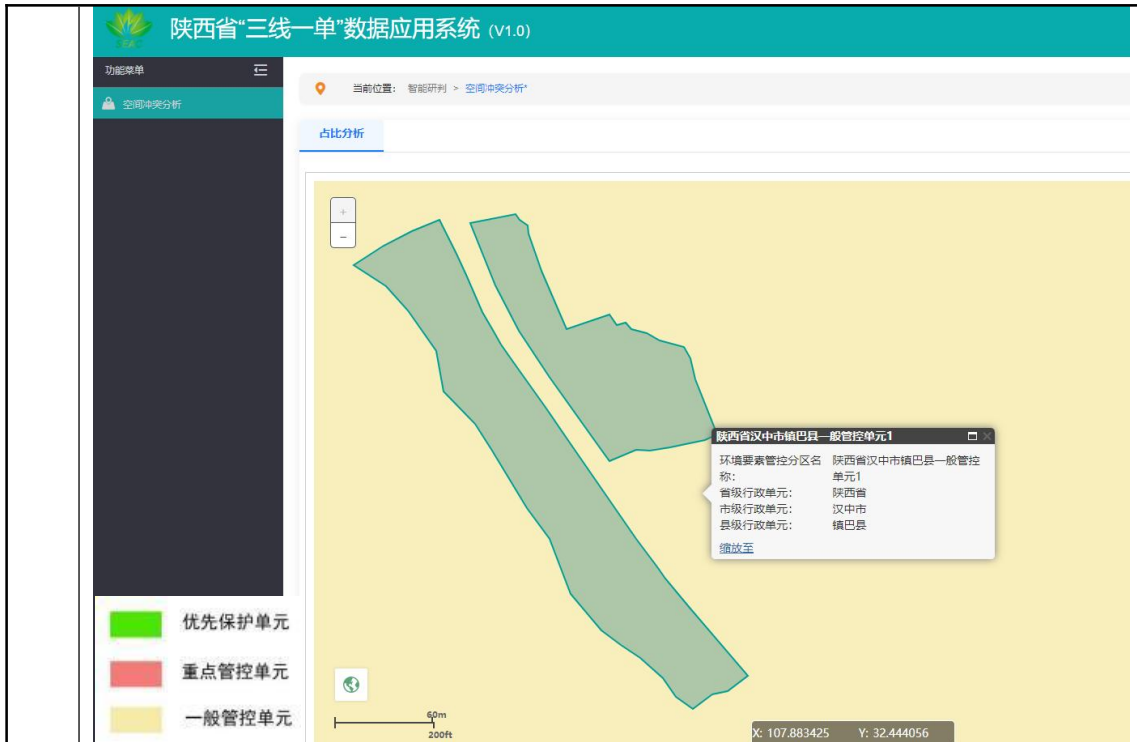 陕西省“三线一单”数据应用系统 (V1.0)
功能菜单
空间冲突分析
当前位置： 智能研判 > 空间冲突分析*
占比分析
+
−
陕西省汉中市镇巴县一般管控单元1
环境要素管控分区名称： 陕西省汉中市镇巴县一般管控单元1
省级行政单元： 陕西省
市级行政单元： 汉中市
县级行政单元： 镇巴县
缩放至
优先保护单元
重点管控单元
一般管控单元
60m
200ft
X: 107.883425 Y: 32.444056